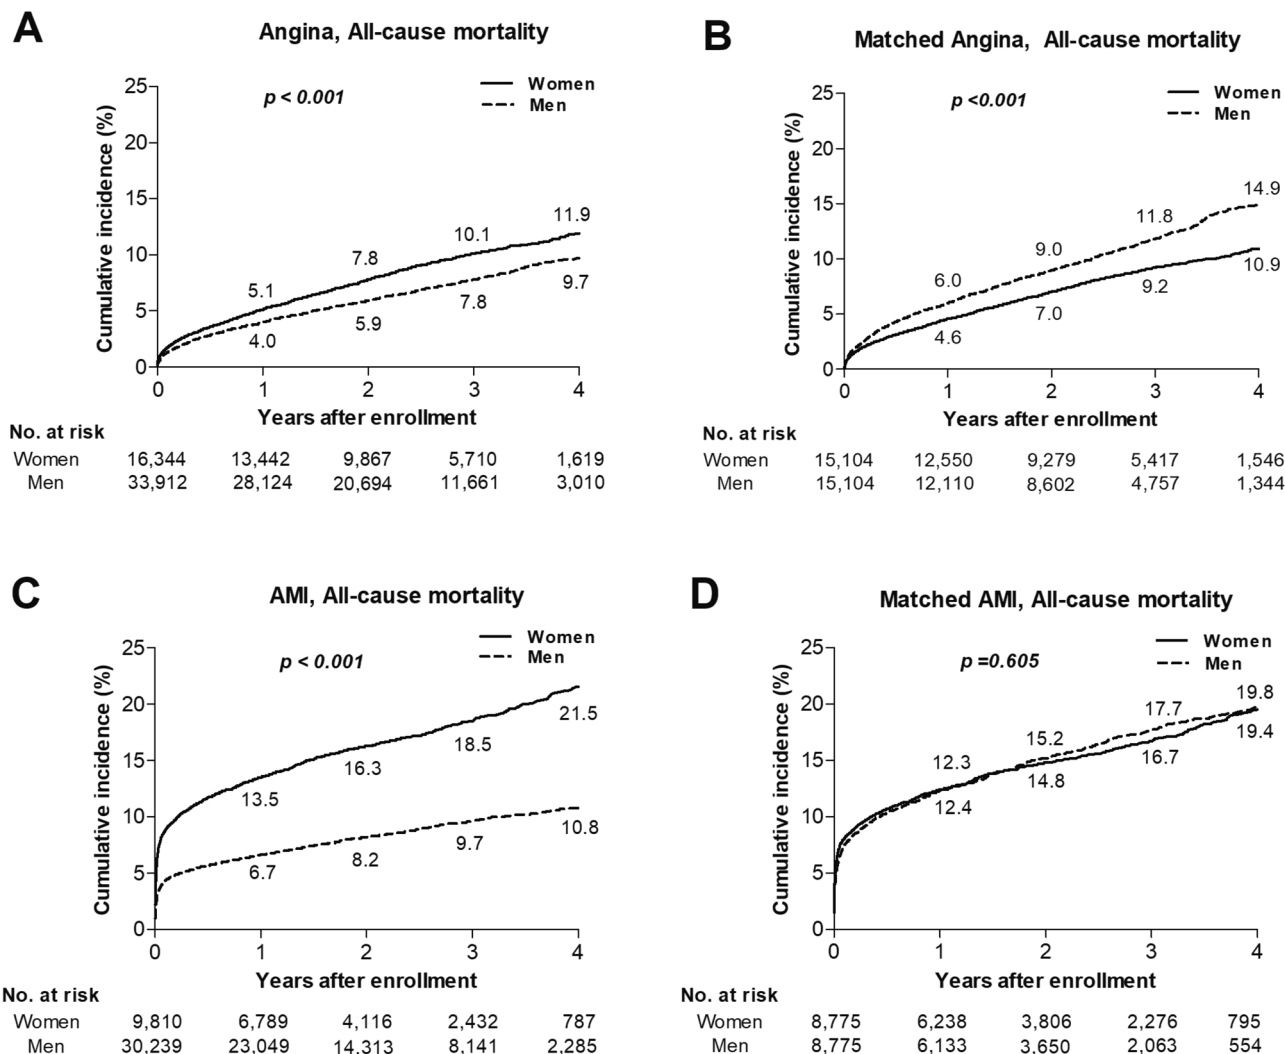 A
Angina, All-cause mortality
Women
Men
p < 0.001
Cumulative incidence (%)
25
20
15
10
5
0
5.1
7.8
10.1
11.9
4.0
5.9
7.8
9.7
0 1 2 3 4
Years after enrollment
No. at risk
Women 16,344 13,442 9,867 5,710 1,619
Men 33,912 28,124 20,694 11,661 3,010
B
Matched Angina, All-cause mortality
Women
Men
p <0.001
Cumulative incidence (%)
25
20
15
10
5
0
6.0
9.0
11.8
14.9
4.6
7.0
9.2
10.9
0 1 2 3 4
Years after enrollment
No. at risk
Women 15,104 12,550 9,279 5,417 1,546
Men 15,104 12,110 8,602 4,757 1,344
C
AMI, All-cause mortality
Women
Men
p < 0.001
Cumulative incidence (%)
25
20
15
10
5
0
13.5
16.3
18.5
21.5
6.7
8.2
9.7
10.8
0 1 2 3 4
Years after enrollment
No. at risk
Women 9,810 6,789 4,116 2,432 787
Men 30,239 23,049 14,313 8,141 2,285
D
Matched AMI, All-cause mortality
Women
Men
p =0.605
Cumulative incidence (%)
25
20
15
10
5
0
12.3
15.2
17.7
19.8
12.4
14.8
16.7
19.4
0 1 2 3 4
Years after enrollment
No. at risk
Women 8,775 6,238 3,806 2,276 795
Men 8,775 6,133 3,650 2,063 554